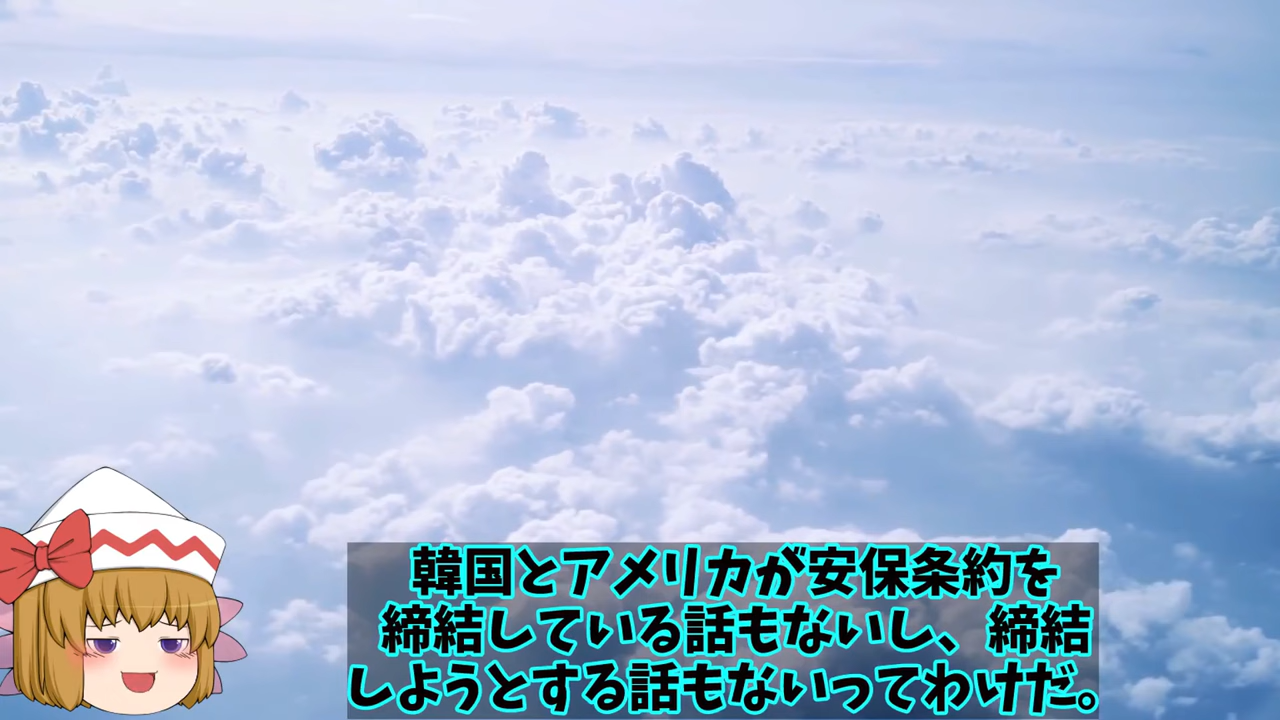 韓国とアメリカが安保条約を
締結している話もないし、締結
しようとする話もないってわけだ。